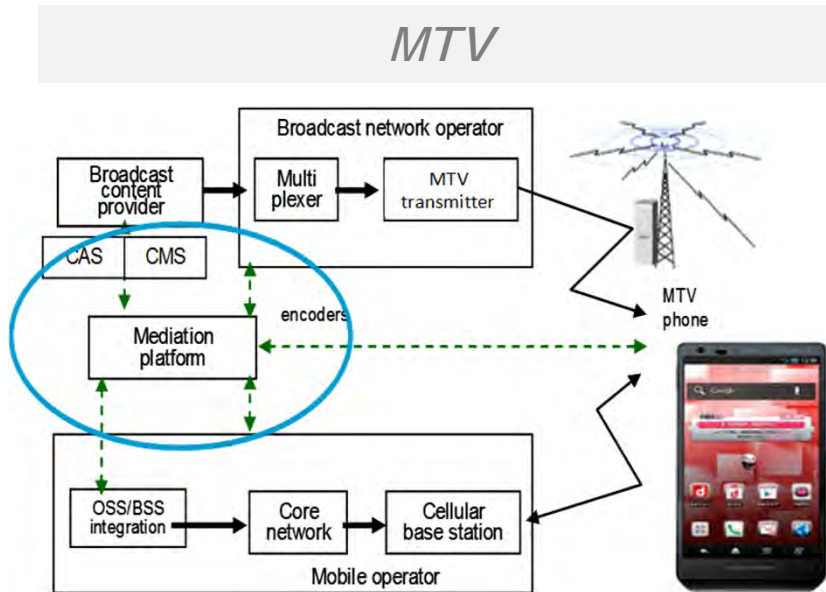 MTV
Broadcast network operator
Broadcast
content
provider
Multi
plexer
MTV
transmitter
CAS
CMS
encoders
MTV
phone
Mediation
platform
Google
OSS/BSS
integration
Core
network
Cellular
base station
Mobile operator